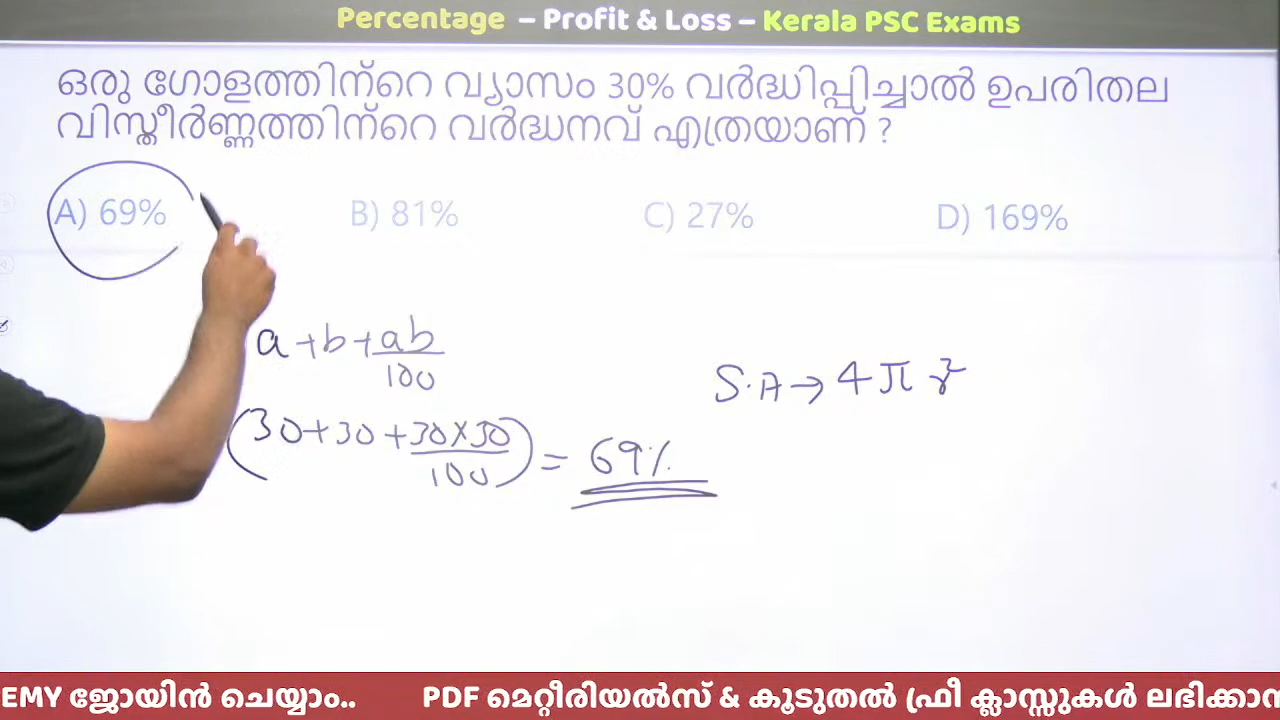 Percentage – Profit & Loss – Kerala PSC Exams
ഒരു ഗോളത്തിന്റെ വ്യാസം 30% വർദ്ധിപ്പിച്ചാൽ ഉപരിതല
വിസ്തീർണ്ണത്തിന്റെ വർദ്ധനവ് എത്രയാണ് ?
A) 69% B) 81% C) 27% D) 169%
a + b + ab/100
S.A → 4πr²
(30 + 30 + 30×30/100) = 69%
EMY ജോയിൻ ചെയ്യാം.. PDF മെറ്റീരിയൽസ് & കൂടുതൽ ഫ്രീ ക്ലാസ്സുകൾ ലഭിക്കാൻ